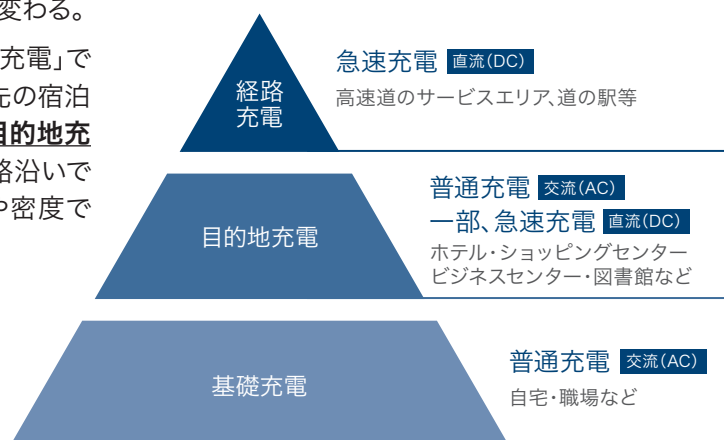 変わる。
充電」で
先の宿泊
目的地充
路沿いで
や密度で
経路
充電
急速充電 直流(DC)
高速道のサービスエリア、道の駅等
目的地充電
普通充電 交流(AC)
一部、急速充電 直流(DC)
ホテル・ショッピングセンター
ビジネスセンター・図書館など
基礎充電
普通充電 交流(AC)
自宅・職場など